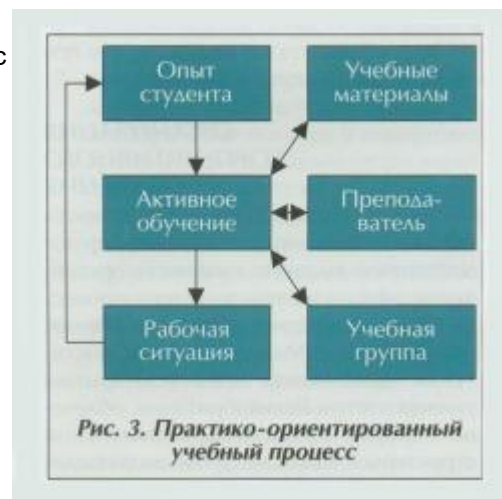 с
Опыт
студента
Учебные
материалы
Активное
обучение
Препода-
ватель
Рабочая
ситуация
Учебная
группа
Рис. 3. Практико-ориентированный
учебный процесс